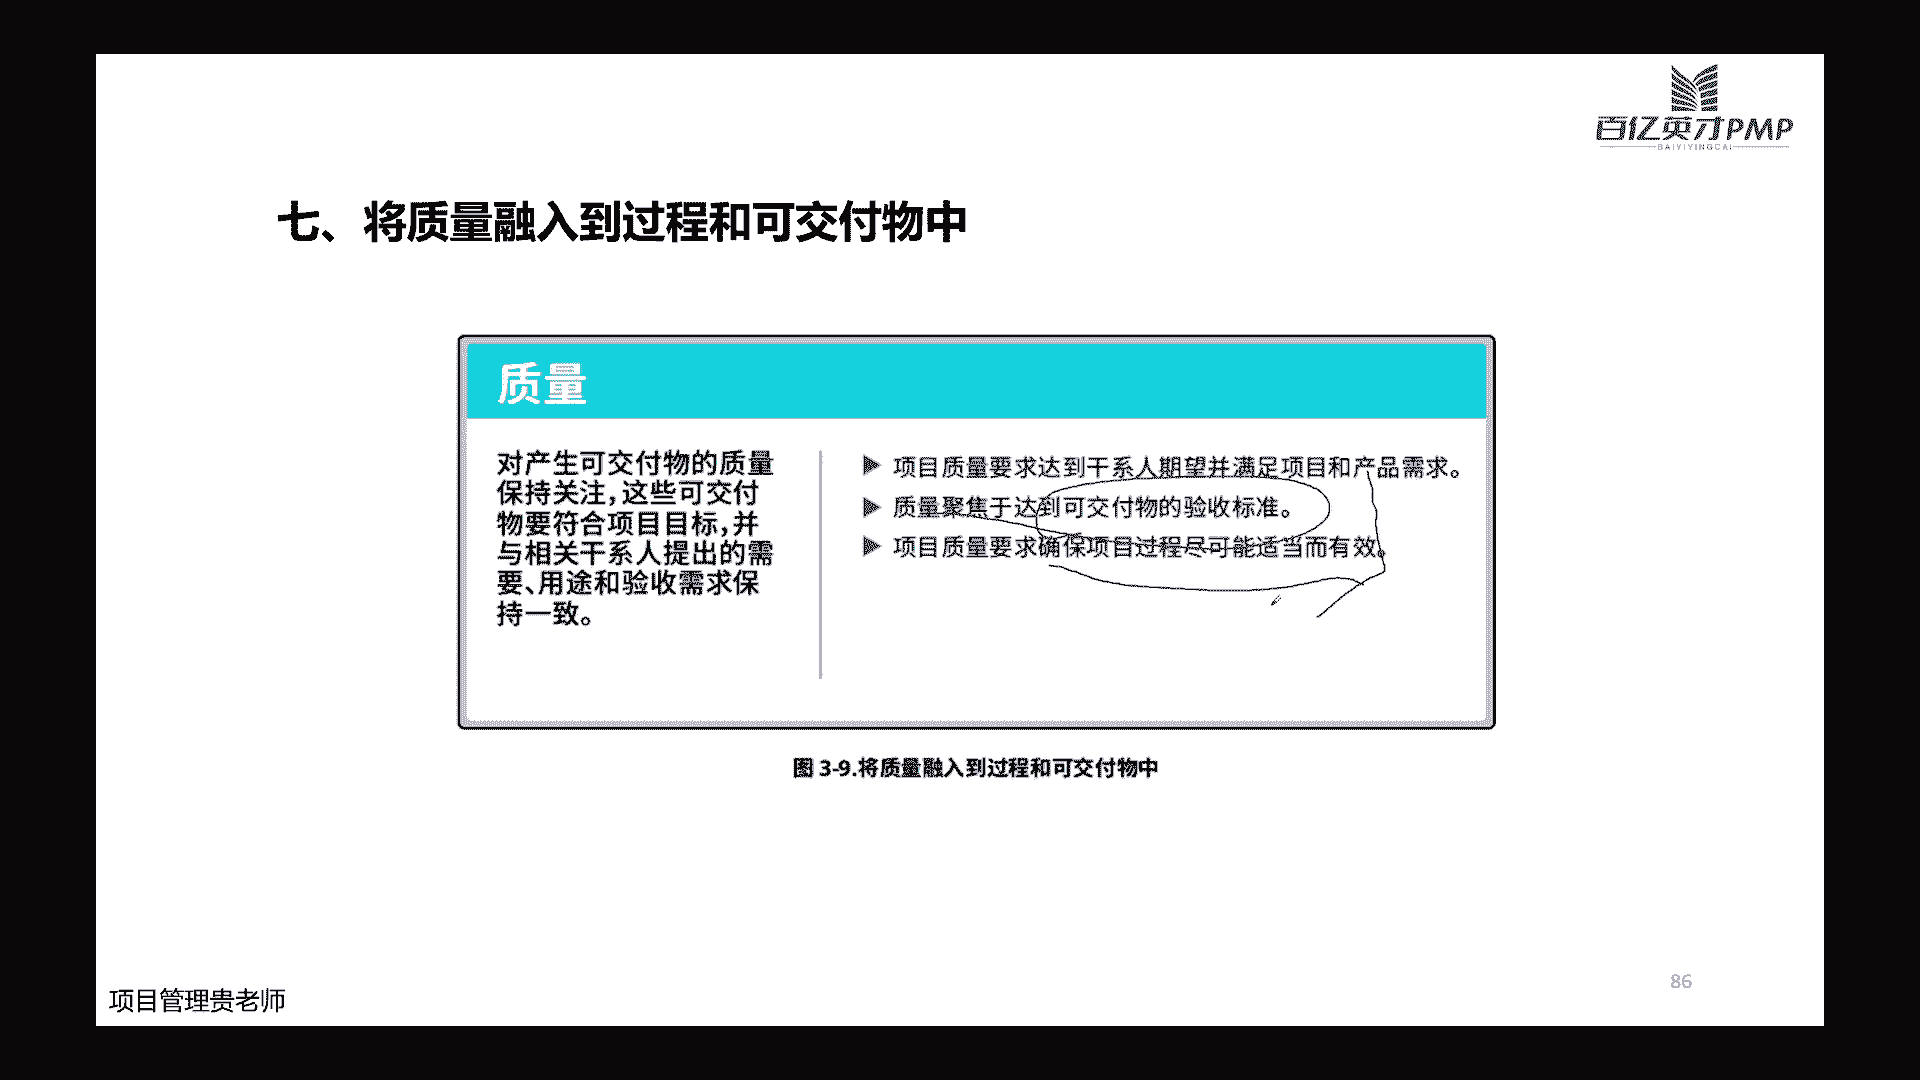 百亿英才PMP
BAIYIYINGCAI
七、将质量融入到过程和可交付物中
质量
对产生可交付物的质量
保持关注,这些可交付
物要符合项目目标,并
与相关干系人提出的需
要、用途和验收需求保
持一致。
▶ 项目质量要求达到干系人期望并满足项目和产品需求。
▶ 质量聚焦于达到可交付物的验收标准。
▶ 项目质量要求确保项目过程尽可能适当而有效。
图 3-9.将质量融入到过程和可交付物中
86
项目管理贵老师